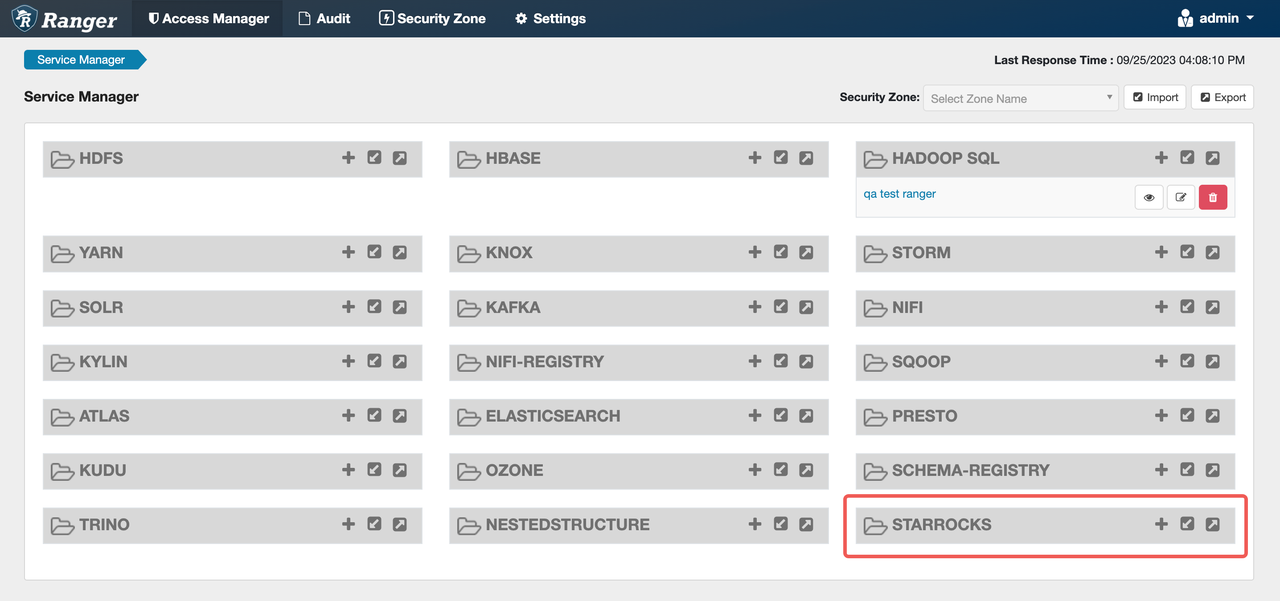 Ranger Access Manager Audit Security Zone Settings admin
Service Manager Last Response Time : 09/25/2023 04:08:10 PM
Service Manager Security Zone: Select Zone Name Import Export
HDFS HBASE HADOOP SQL
qa test ranger
YARN KNOX STORM
SOLR KAFKA NIFI
KYLIN NIFI-REGISTRY SQOOP
ATLAS ELASTICSEARCH PRESTO
KUDU OZONE SCHEMA-REGISTRY
TRINO NESTEDSTRUCTURE STARROCKS